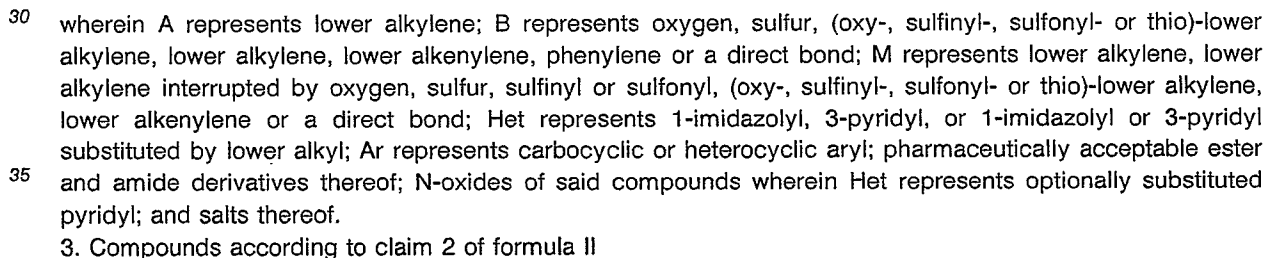 30 wherein A represents lower alkylene; B represents oxygen, sulfur, (oxy-, sulfinyl-, sulfonyl- or thio)-lower
alkylene, lower alkylene, lower alkenylene, phenylene or a direct bond; M represents lower alkylene, lower
alkylene interrupted by oxygen, sulfur, sulfinyl or sulfonyl, (oxy-, sulfinyl-, sulfonyl- or thio)-lower alkylene,
lower alkenylene or a direct bond; Het represents 1-imidazolyl, 3-pyridyl, or 1-imidazolyl or 3-pyridyl
substituted by lower alkyl; Ar represents carbocyclic or heterocyclic aryl; pharmaceutically acceptable ester
35 and amide derivatives thereof; N-oxides of said compounds wherein Het represents optionally substituted
pyridyl; and salts thereof.
3. Compounds according to claim 2 of formula II